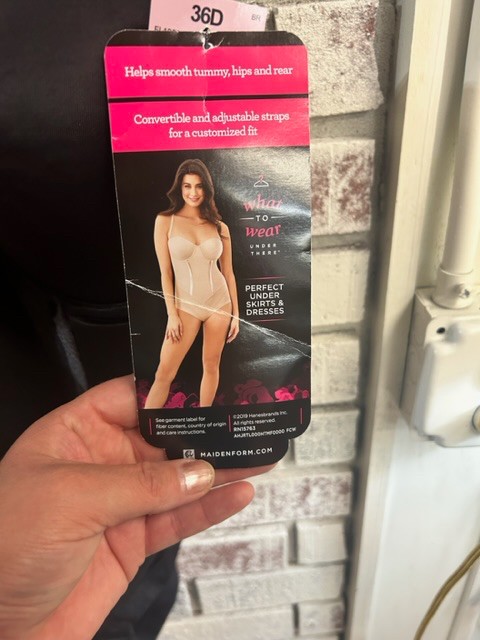 36D
Helps smooth tummy, hips and rear
Convertible and adjustable straps
for a customized fit
what
TO
wear
UNDER
THERE
PERFECT
UNDER
SKIRTS &
DRESSES
See garment label for
fiber content, country of origin
and care instructions.
©2019 Hanesbrands Inc.
All rights reserved.
RN15763
MAIDENFORM.COM